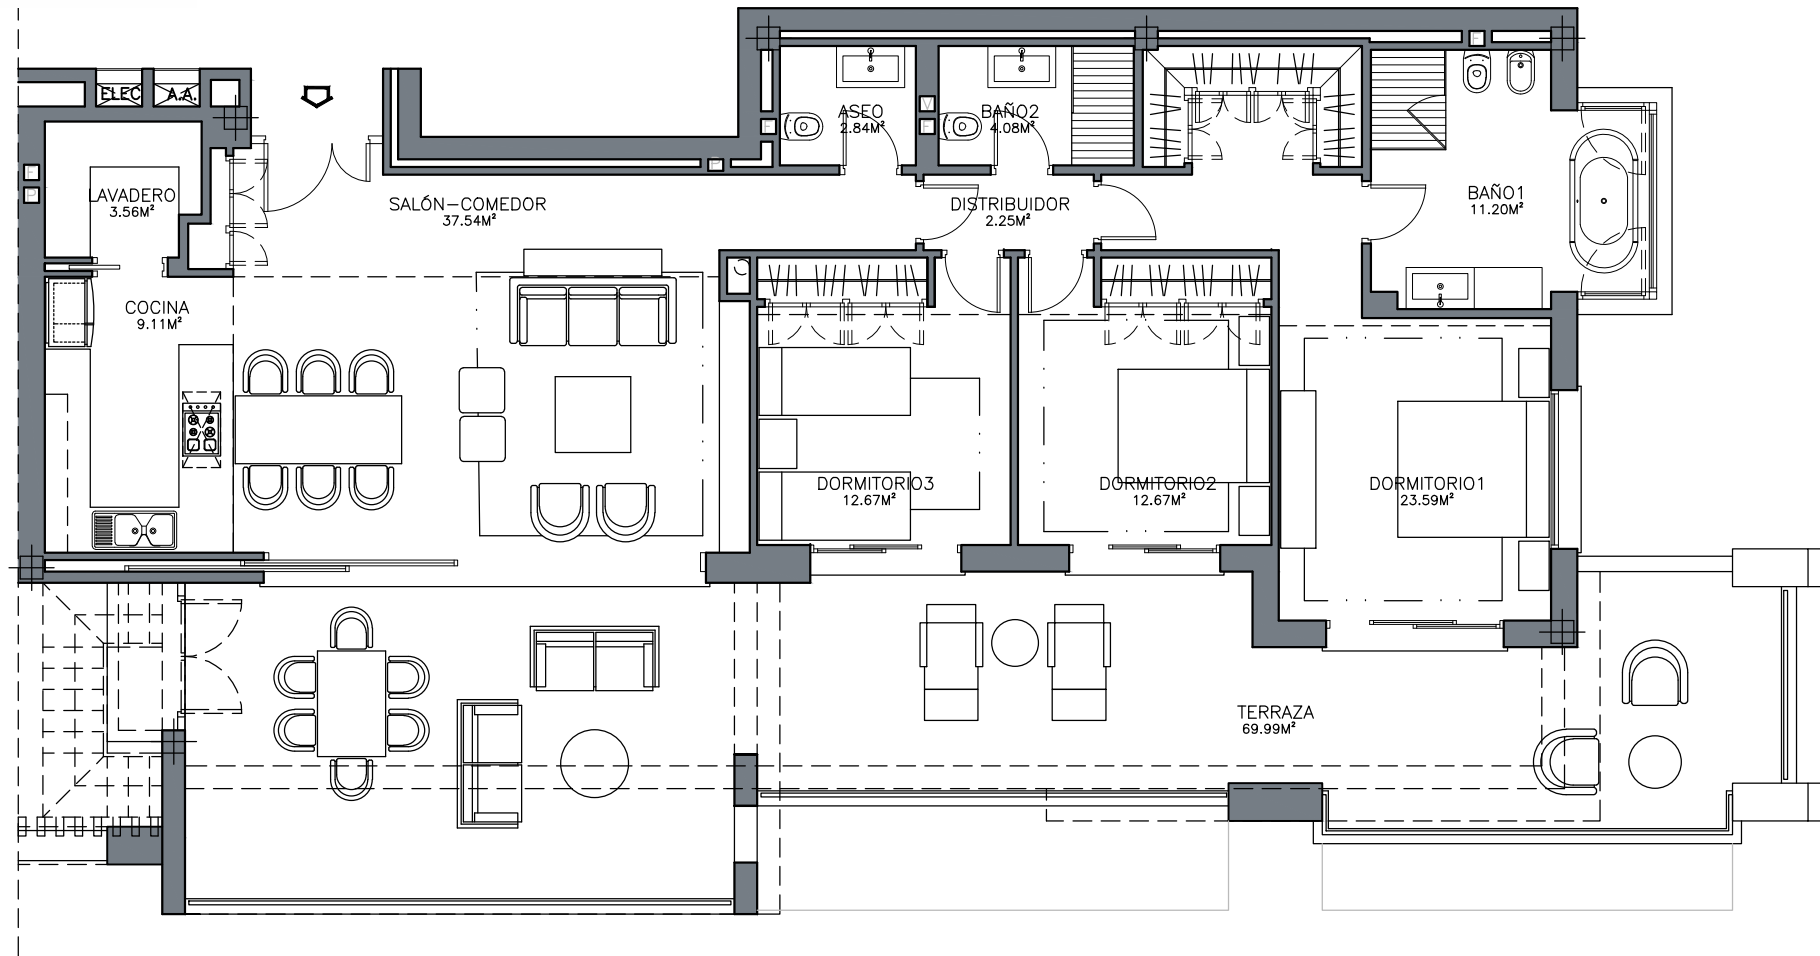 ELEC
A.A.
F
V
F
F
ASEO
2.84M²
BAÑO2
4.08M²
F
P
P
LAVADERO
3.56M²
SALÓN-COMEDOR
37.54M²
DISTRIBUIDOR
2.25M²
BAÑO1
11.20M²
COCINA
9.11M²
DORMITORIO3
12.67M²
DORMITORIO2
12.67M²
DORMITORIO1
23.59M²
TERRAZA
69.99M²